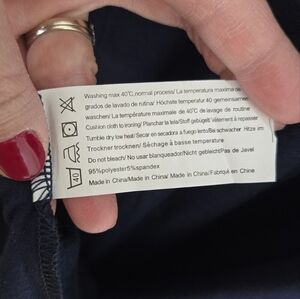 Washing max 40℃,normal process/ La temperatura maxima de
grados de lavado de rutina/ Höchste temperatur 40 gemeinsamen
waschen/ La température maximale de 40℃ de lavage de routine
Cushion cloth to ironing/ Planchar la tela/Stoff gebügelt/ Vêtement à repasser
Tumble dry low heat/ Secar en secadora a fuego lento/Bei schwacher Hitze im
Trockner trocknen/ Séchage à basse temperature
Do not bleach/ No usar blanqueador/Nicht gebleicht/Pas de Javel
95%polyester5%spandex
Made in China/Made in China/Made in China/ Fabriqué en Chine
40